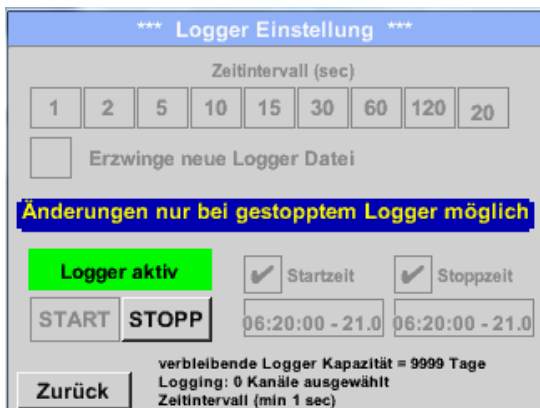 *** Logger Einstellung ***
Zeitintervall (sec)
1 2 5 10 15 30 60 120 20
Erzwinge neue Logger Datei
Änderungen nur bei gestopptem Logger möglich
Logger aktiv
Startzeit
Stoppzeit
START STOPP
06:20:00 - 21.0
06:20:00 - 21.0
verbleibende Logger Kapazität = 9999 Tage
Logging: 0 Kanäle ausgewählt
Zeitintervall (min 1 sec)
Zurück